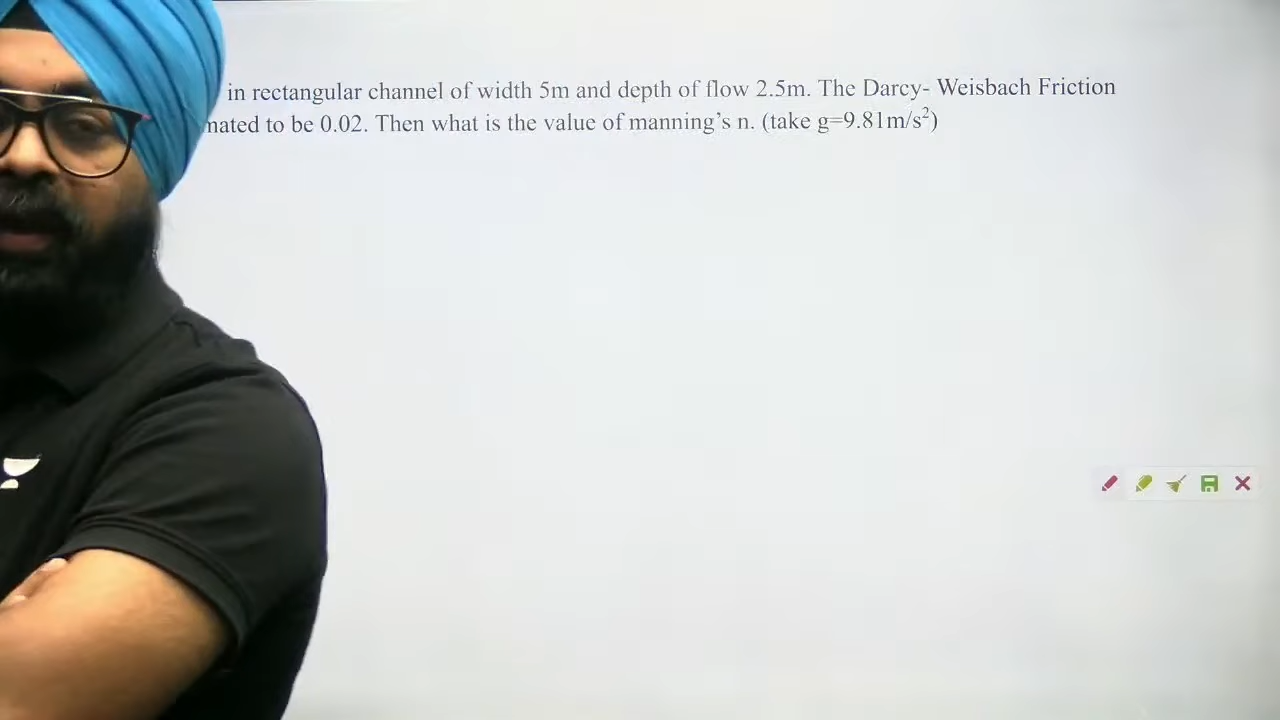 in rectangular channel of width 5m and depth of flow 2.5m. The Darcy- Weisbach Friction
to be 0.02. Then what is the value of manning's n. (take g=9.81m/s²)